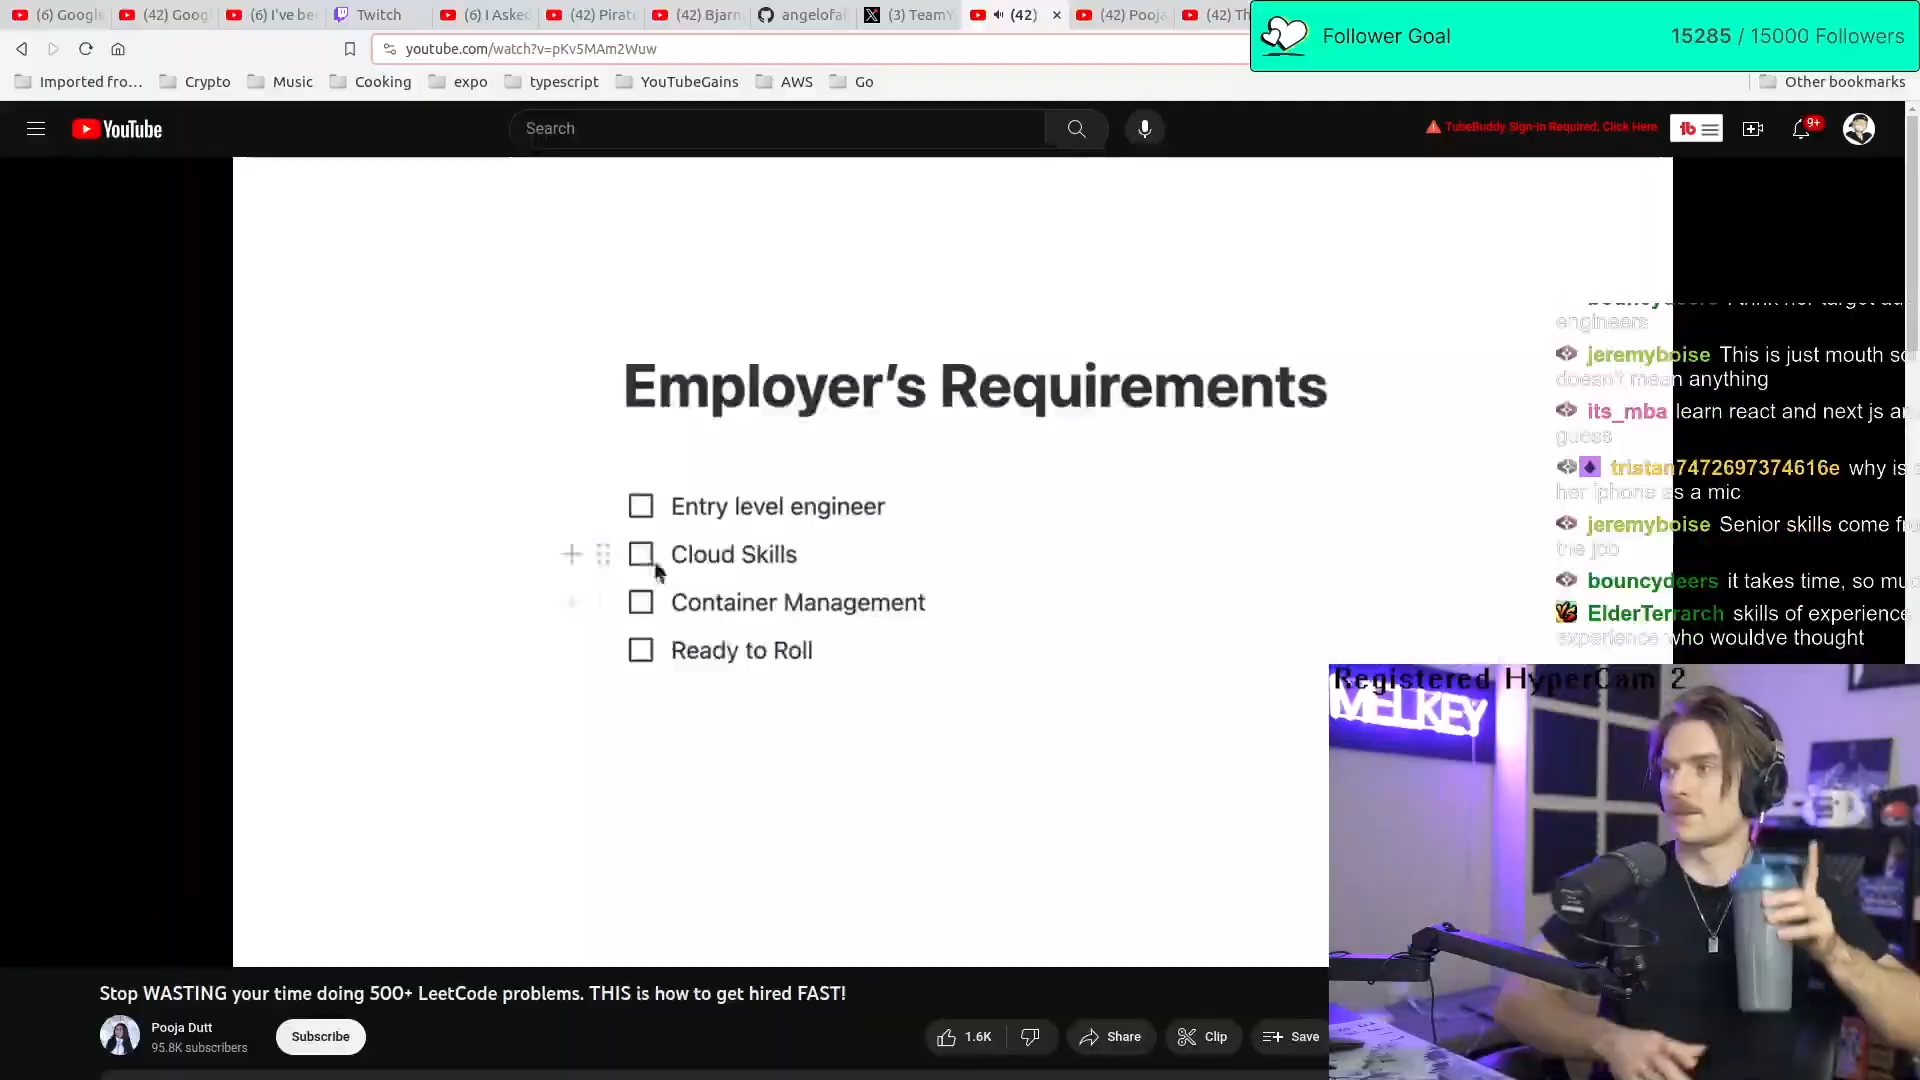 (6) Google
(42) Goog
(6) I've bee
Twitch
(6) I Asked
(42) Pirat
(42) Bjarn
angelofa
(3) TeamY
(42)
(42) Pooja
(42) Th
Follower Goal
15285 / 15000 Followers
youtube.com/watch?v=pKv5MAm2Wuw
Imported fro...
Crypto
Music
Cooking
expo
typescript
YouTubeGains
AWS
Go
Other bookmarks
YouTube
Search
TubeBuddy Sign-in Required, Click Here
tb
9+
Employer's Requirements
Entry level engineer
Cloud Skills
Container Management
Ready to Roll
engineers
jeremyboise This is just mouth so
doesn't mean anything
its_mba learn react and next js an
guess
tristan7472697374616e why is
her iphone as a mic
jeremyboise Senior skills come fr
the job
bouncydeers it takes time, so mu
ElderTerrarch skills of experience
experience who wouldve thought
Registered HyperCam 2
MELKEY
Stop WASTING your time doing 500+ LeetCode problems. THIS is how to get hired FAST!
Pooja Dutt
95.8K subscribers
Subscribe
1.6K
Share
Clip
Save